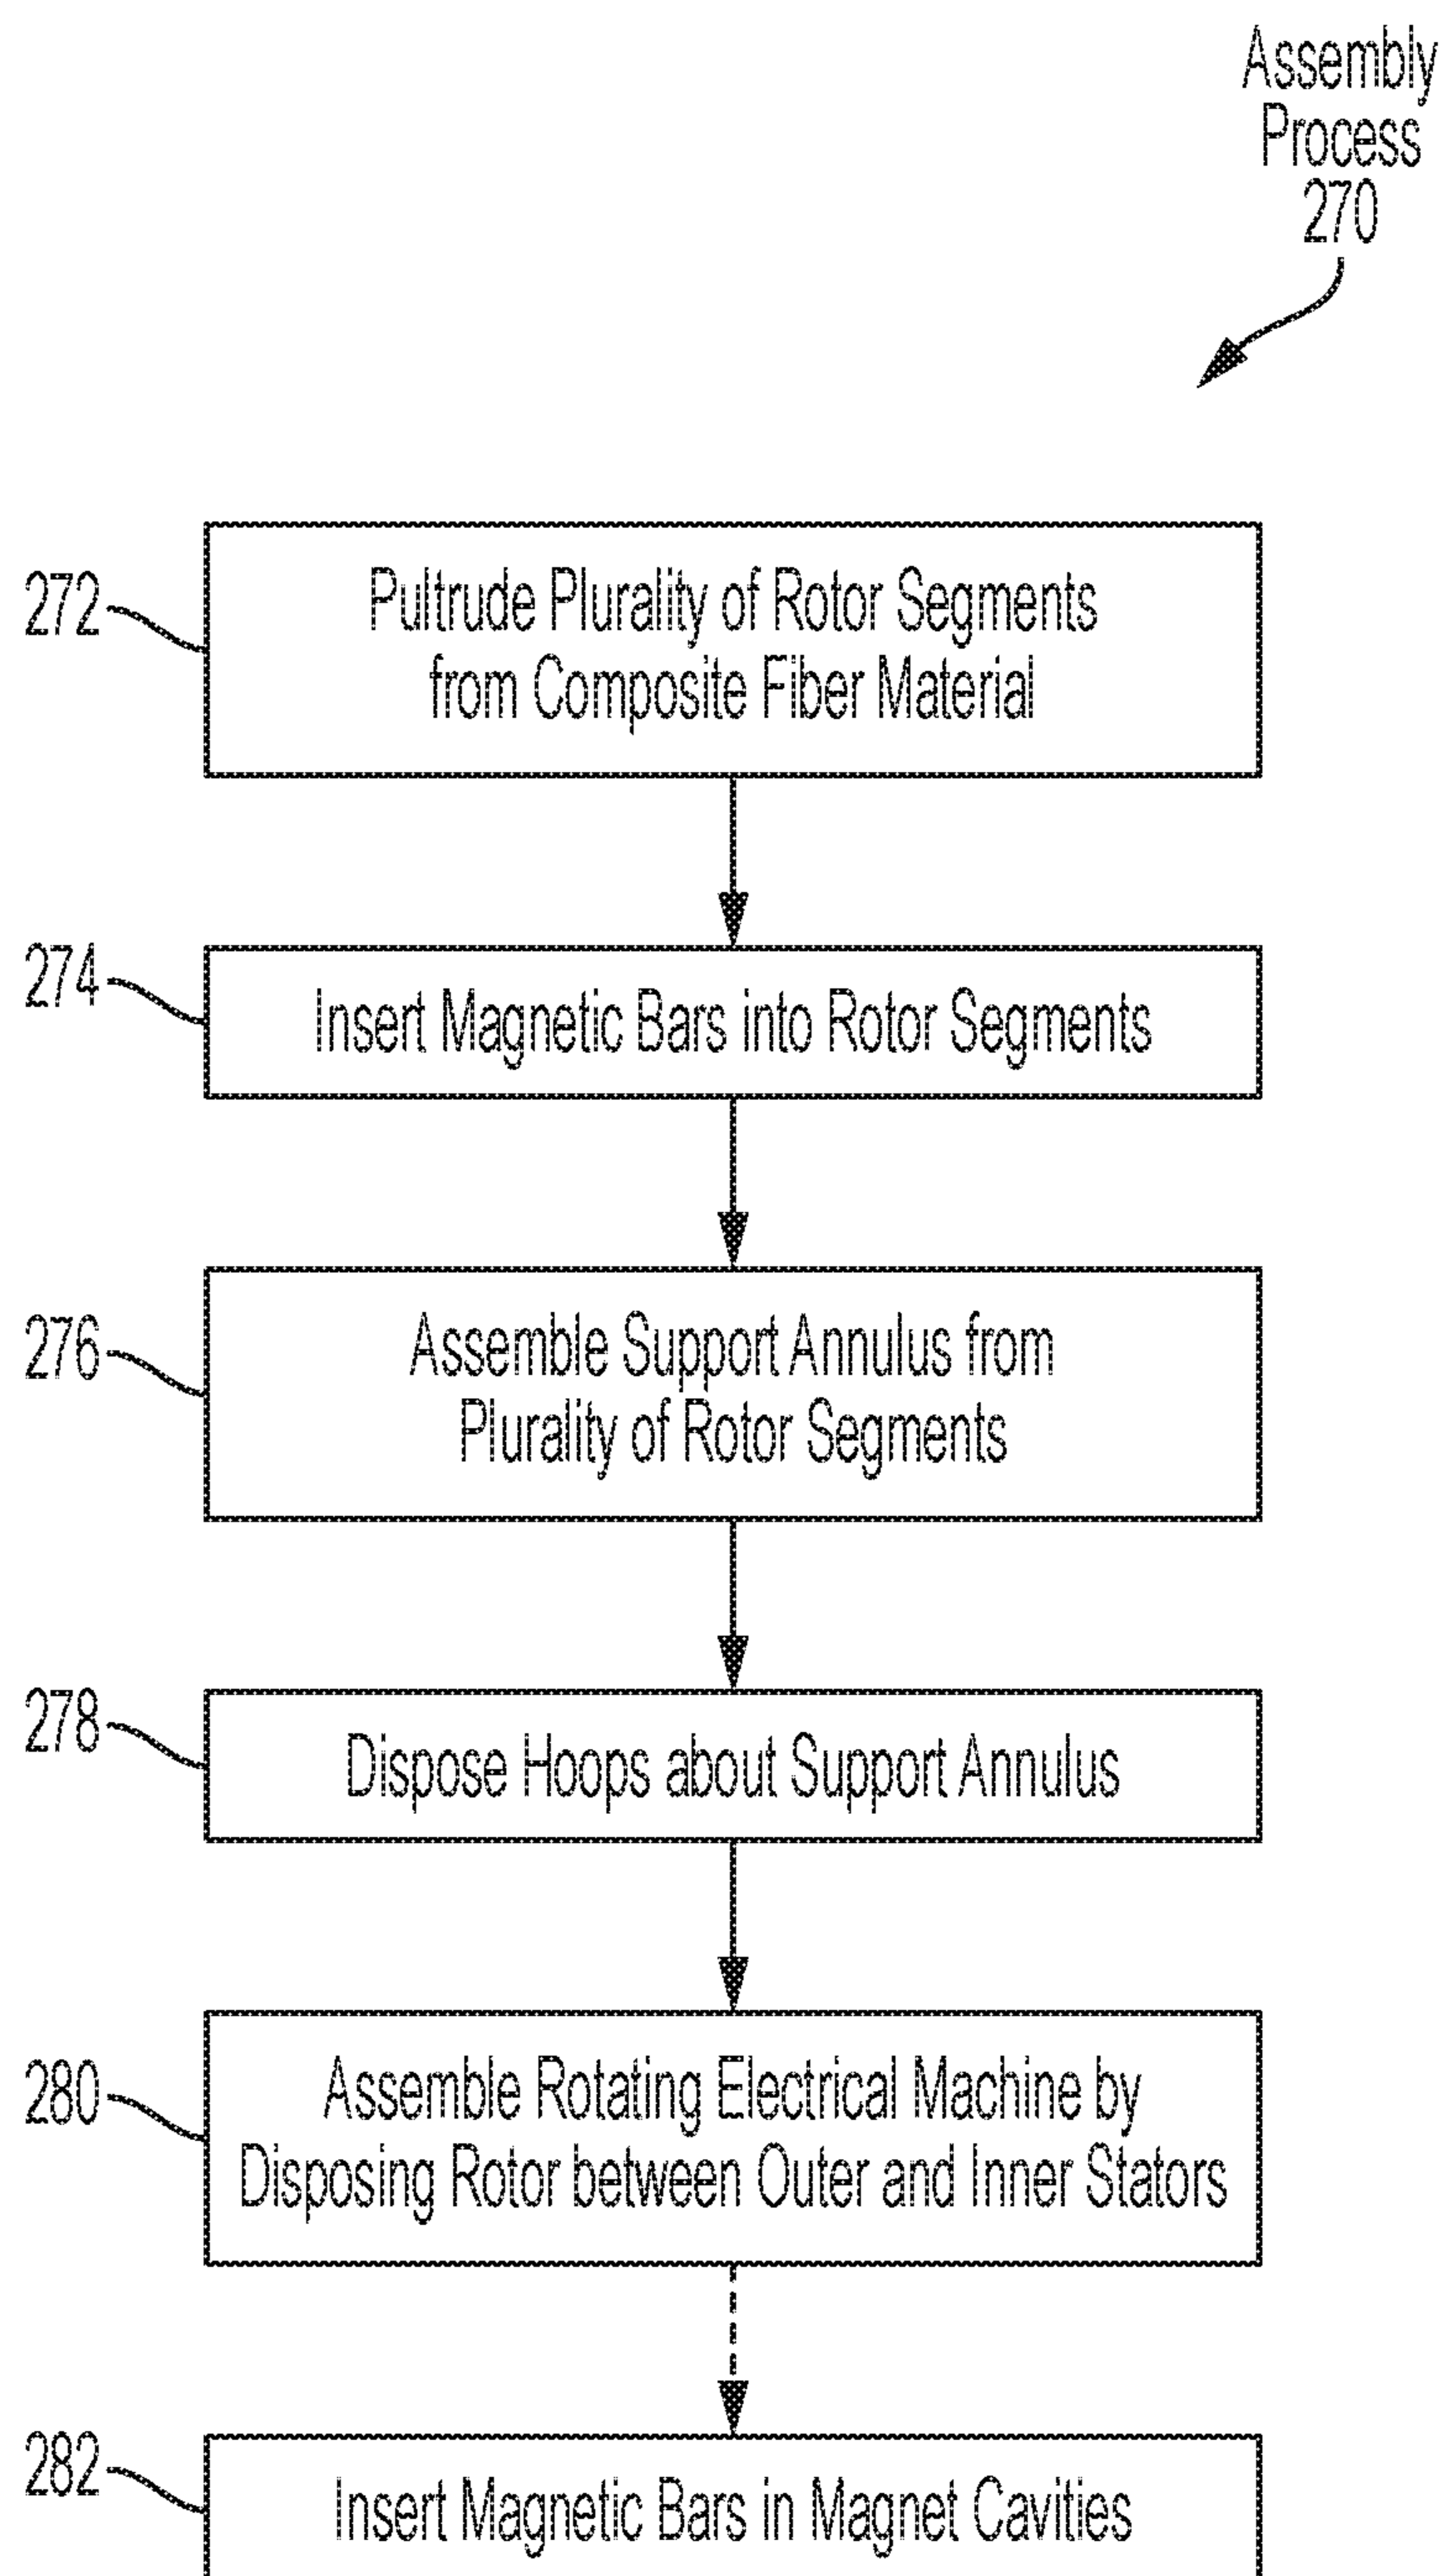 Assembly
Process
270
272
Pultrude Plurality of Rotor Segments
from Composite Fiber Material
274
Insert Magnetic Bars into Rotor Segments
276
Assemble Support Annulus from
Plurality of Rotor Segments
278
Dispose Hoops about Support Annulus
280
Assemble Rotating Electrical Machine by
Disposing Rotor between Outer and Inner Stators
282
Insert Magnetic Bars in Magnet Cavities